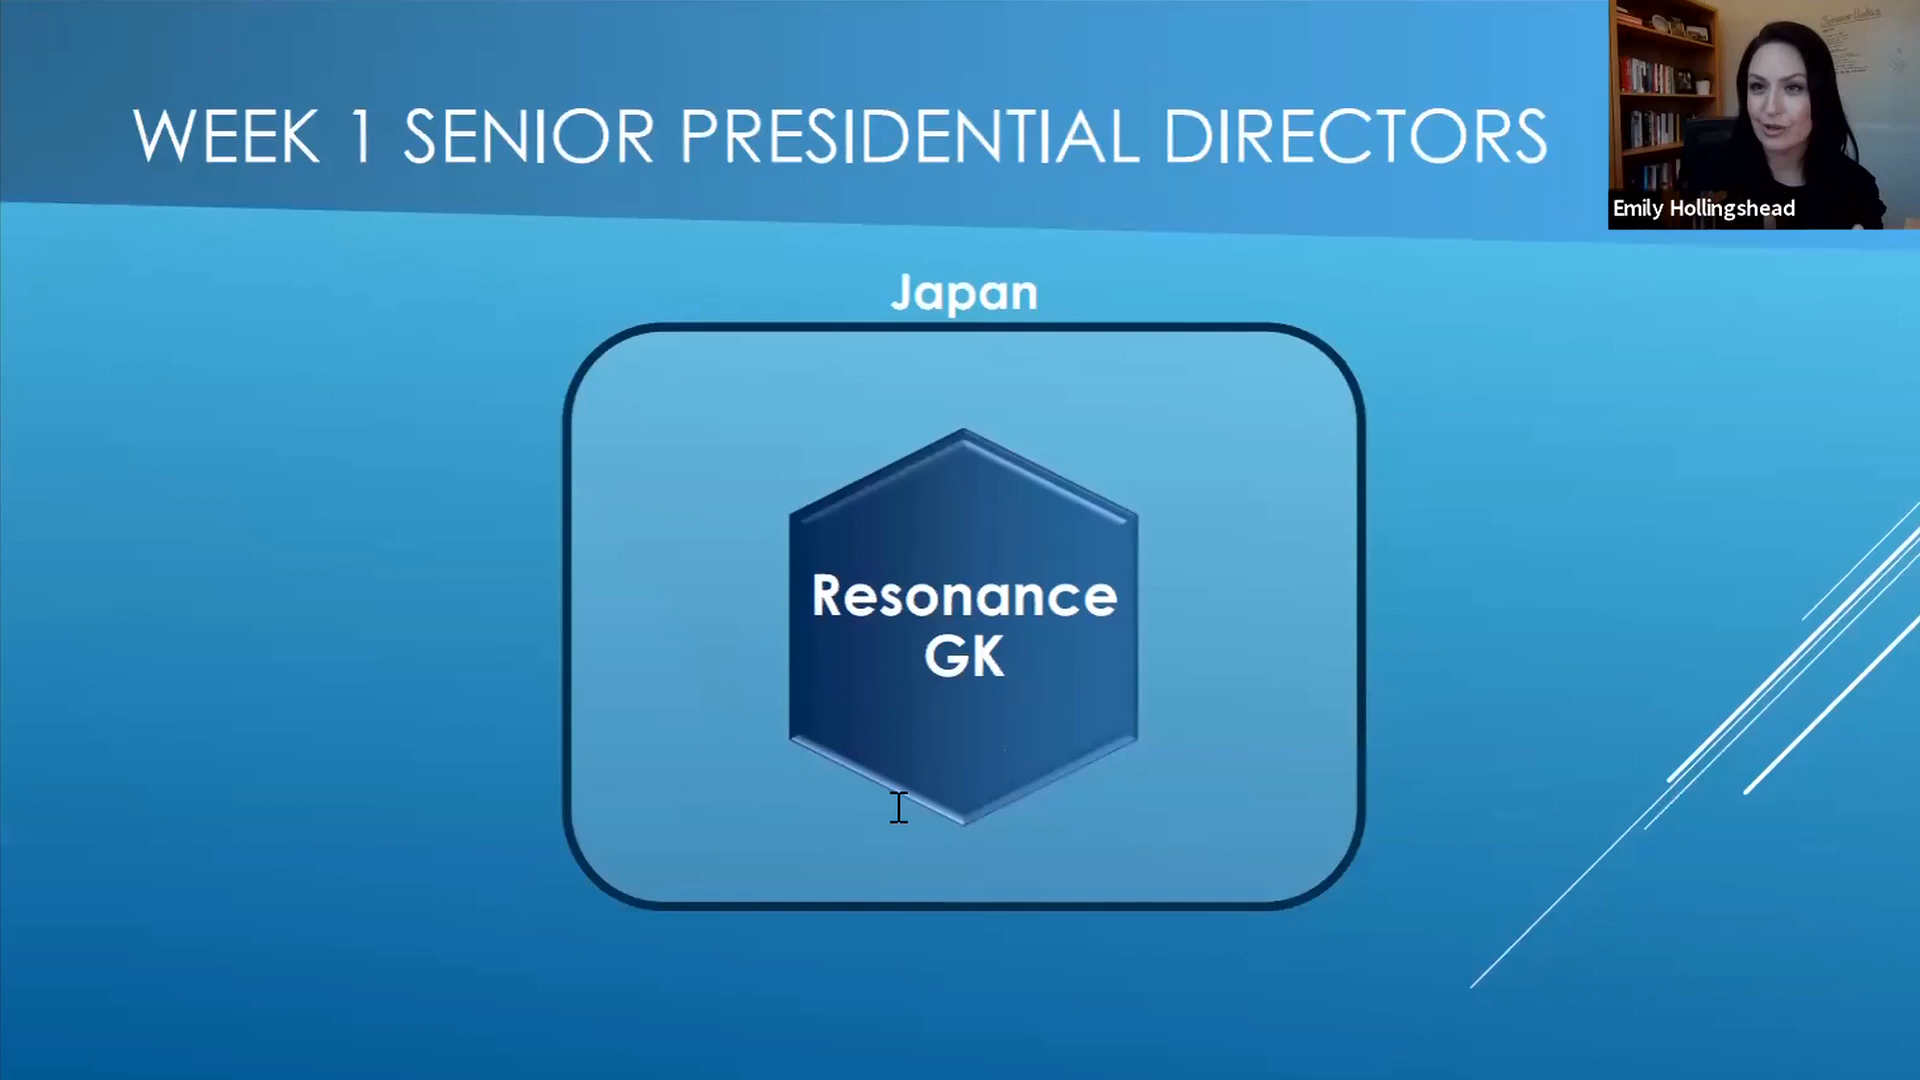 WEEK 1 SENIOR PRESIDENTIAL DIRECTORS
Emily Hollingshead
Japan
Resonance
GK